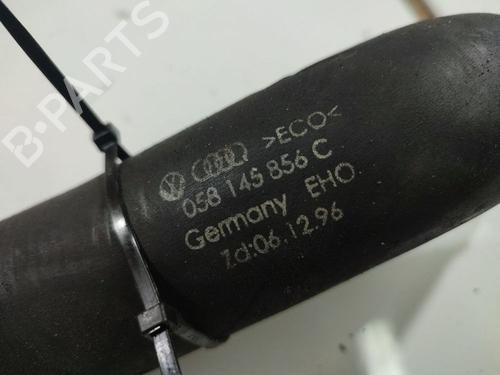 B-PARTS
>ECO<
058 145 856 C
Germany EHO
Zd:06.12.96